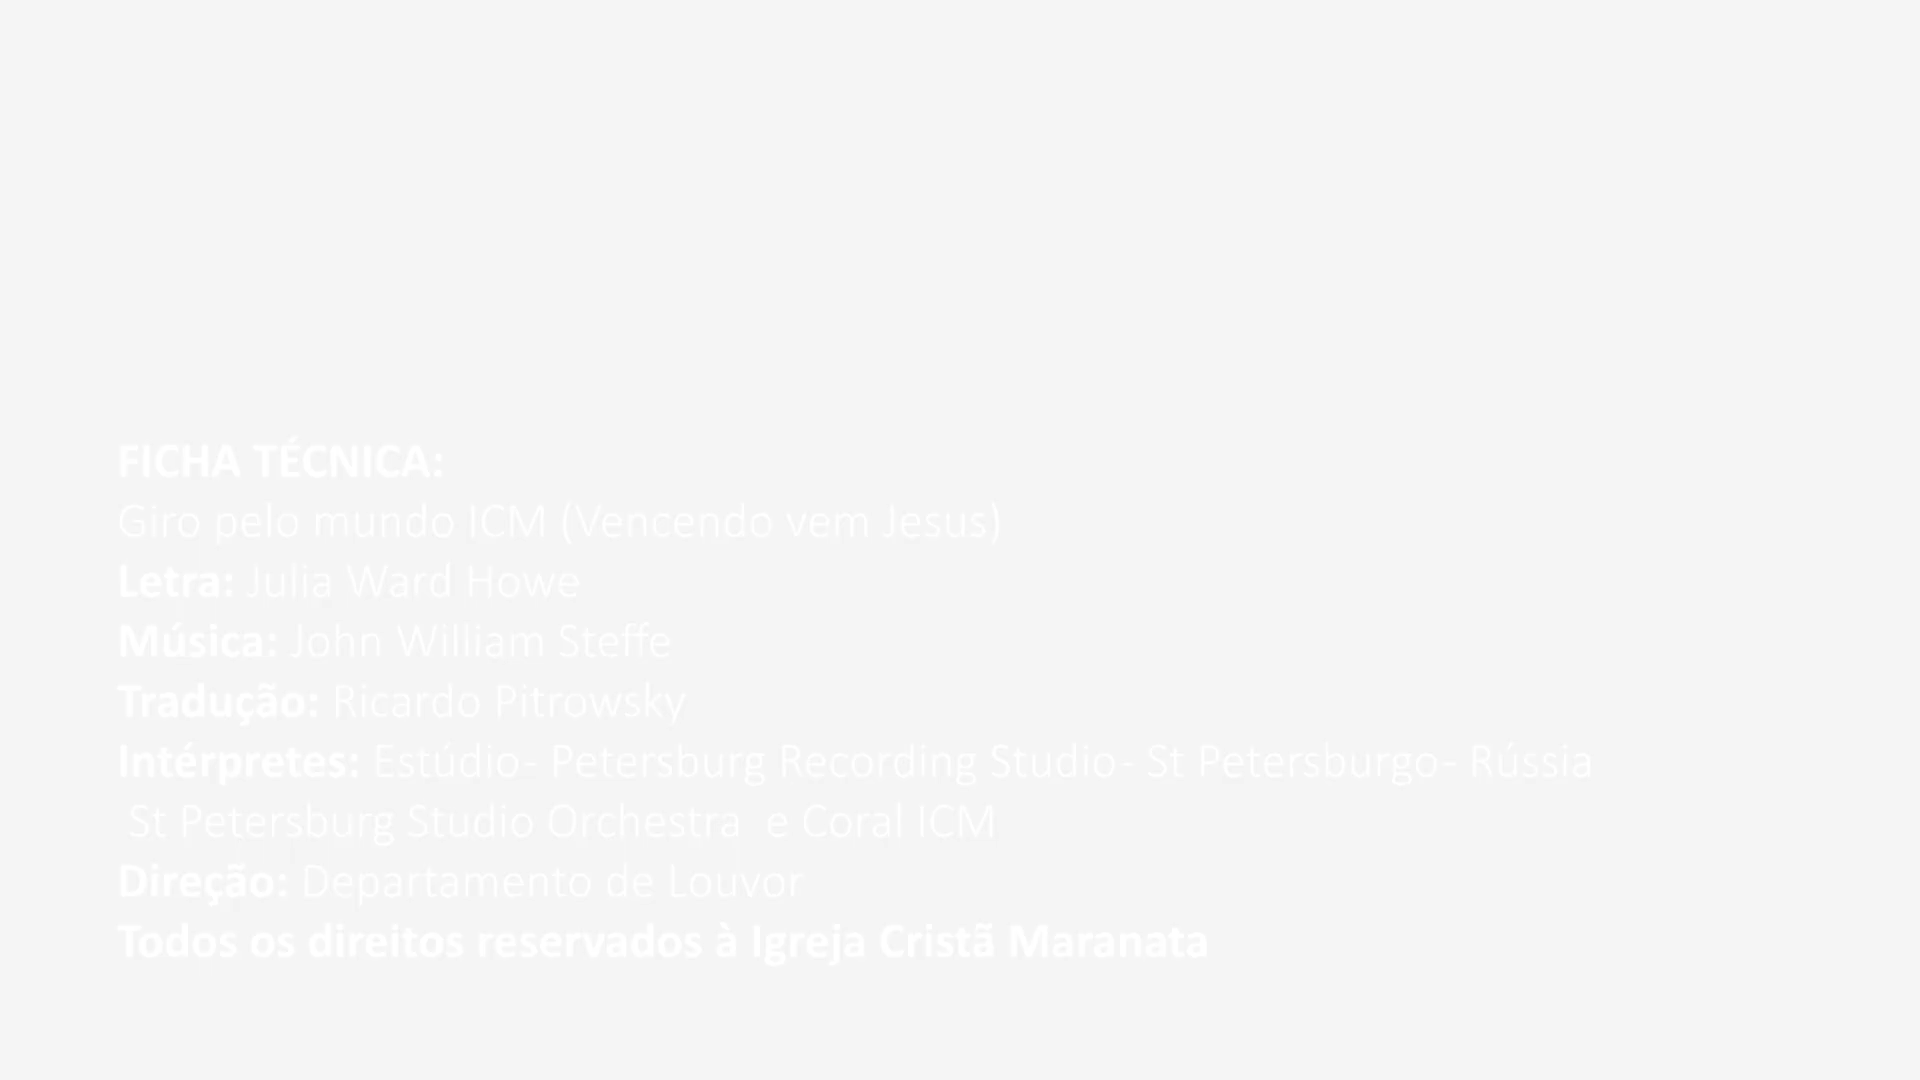 FICHA TÉCNICA:
Giro pelo mundo ICM (Vencendo vem Jesus)
Letra: Julia Ward Howe
Música: John William Steffe
Tradução: Ricardo Pitrowsky
Intérpretes: Estúdio- Petersburg Recording Studio- St Petersburgo- Rússia
St Petersburg Studio Orchestra e Coral ICM
Direção: Departamento de Louvor
Todos os direitos reservados à Igreja Cristã Maranata